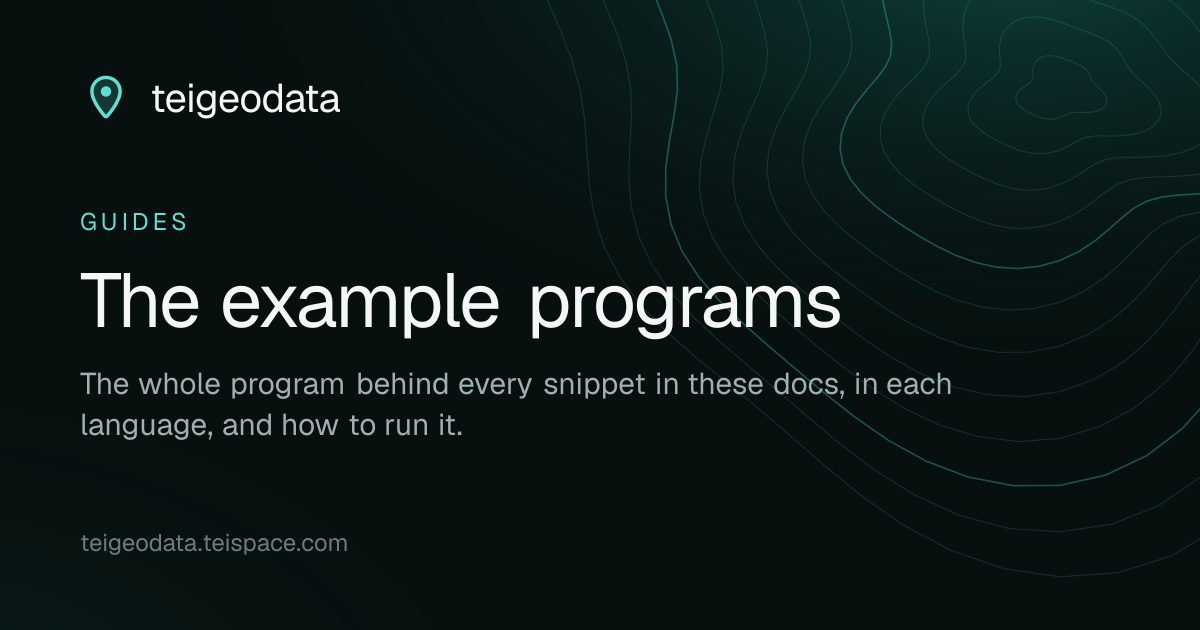 teigeodata
GUIDES
The example programs
The whole program behind every snippet in these docs, in each
language, and how to run it.
teigeodata.teispace.com